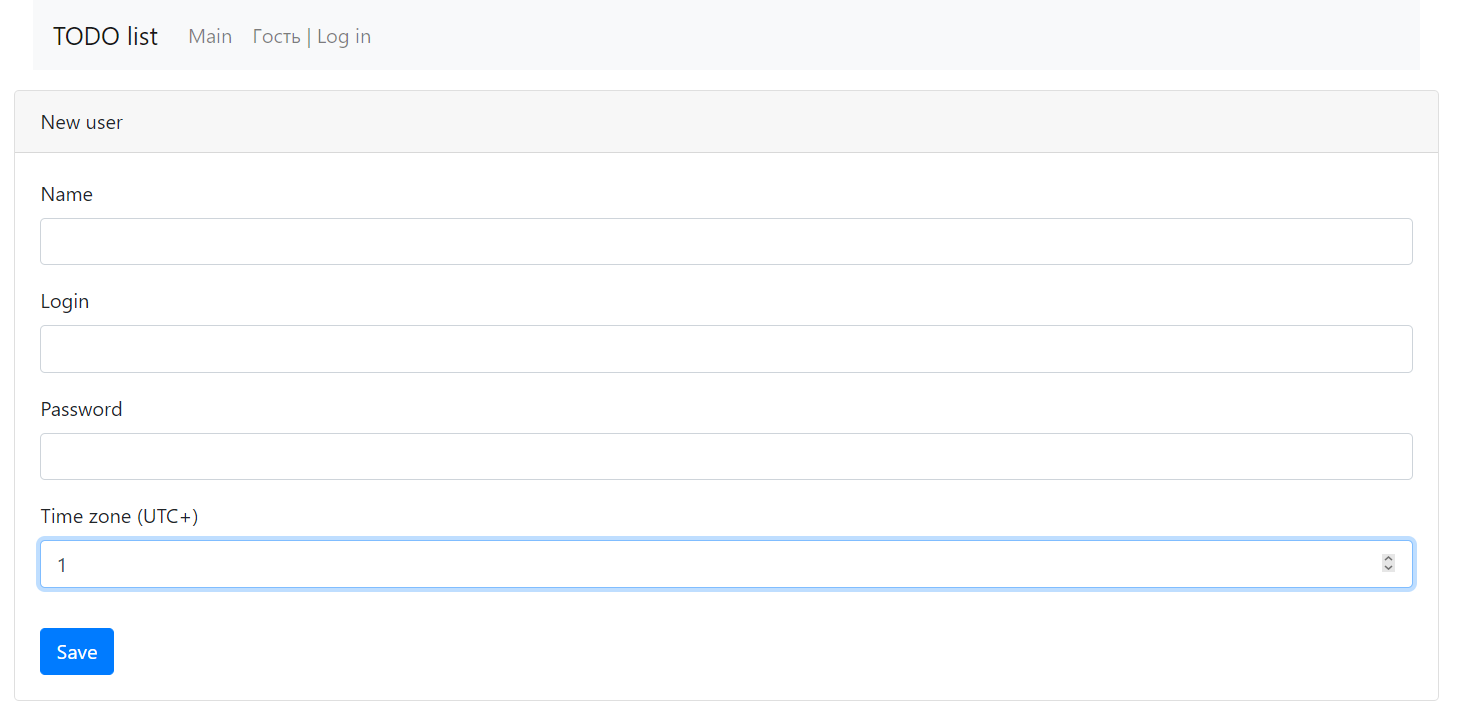 TODO list Main Гость | Log in
New user
Name
Login
Password
Time zone (UTC+)
1
Save